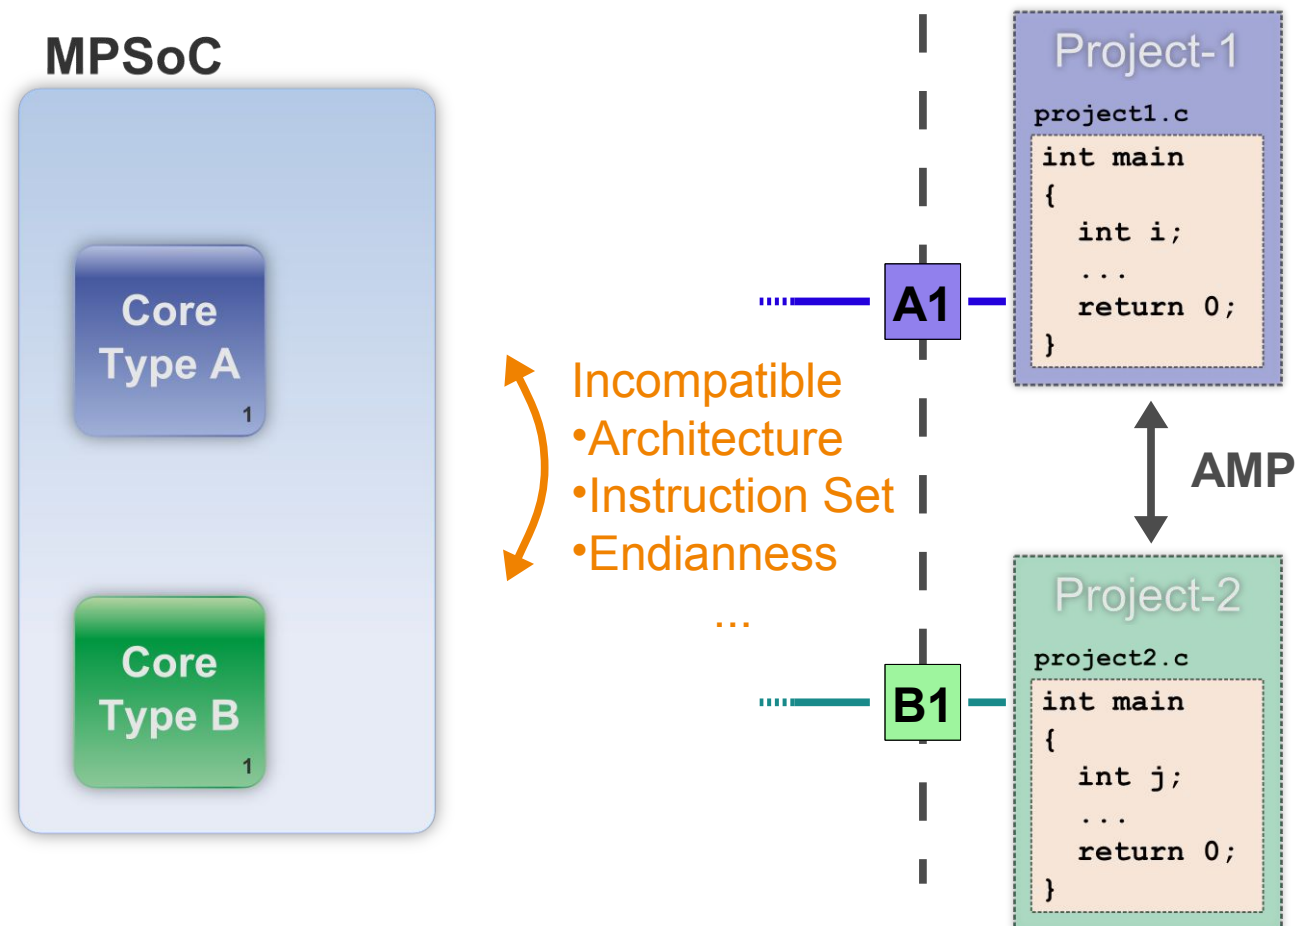 MPSoC
Core
Type A
1
Core
Type B
1
Incompatible
•Architecture
•Instruction Set
•Endianness
...
A1
B1
Project-1
project1.c
int main
{
  int i;
  ...
  return 0;
}
AMP
Project-2
project2.c
int main
{
  int j;
  ...
  return 0;
}